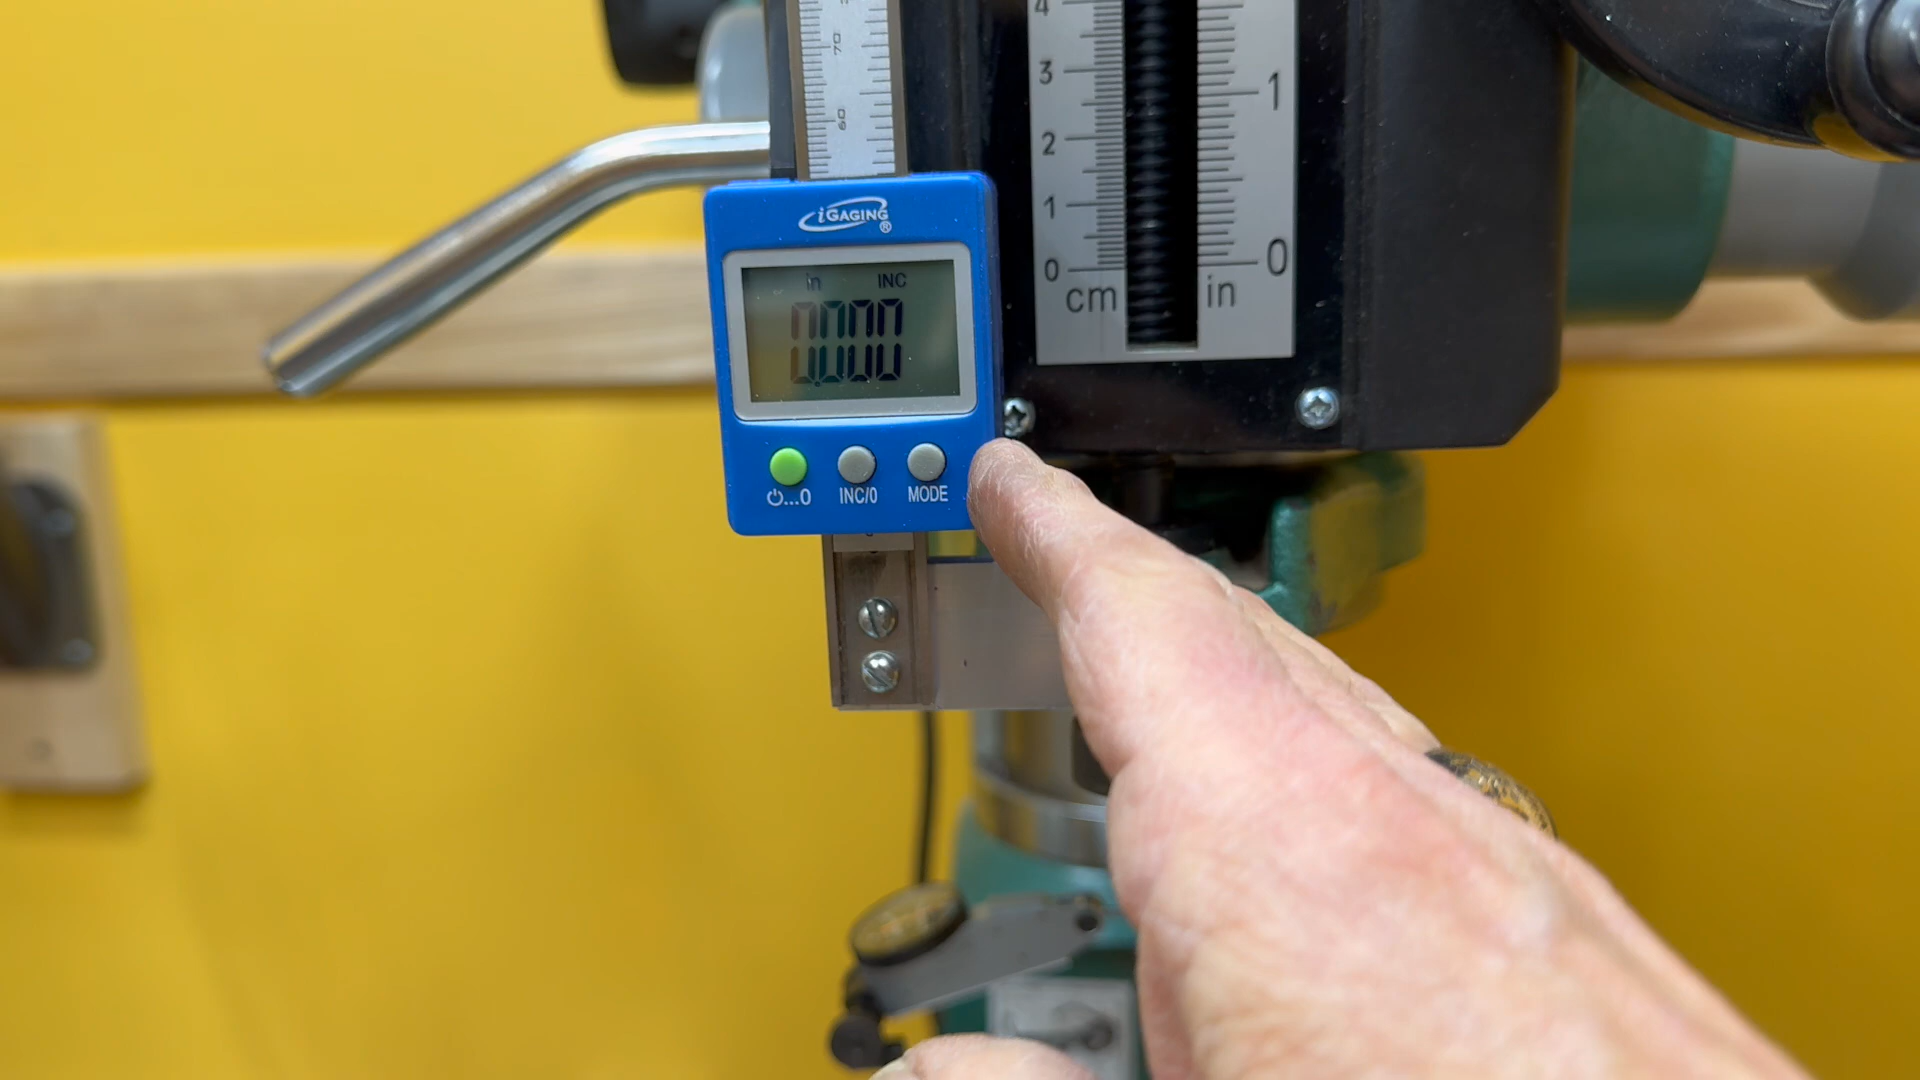 70
60
iGAGING®
in INC
0.000
⏻...0 INC/0 MODE
4
3
2
1
0
cm
1
0
in